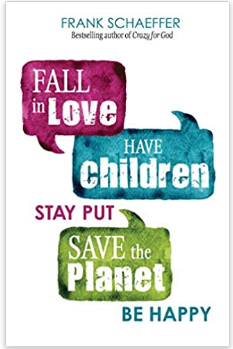 FRANK SCHAEFFER
Bestselling author of Crazy for God
FALL
in Love
HAVE
children
STAY PUT
SAVE the
Planet
BE HAPPY